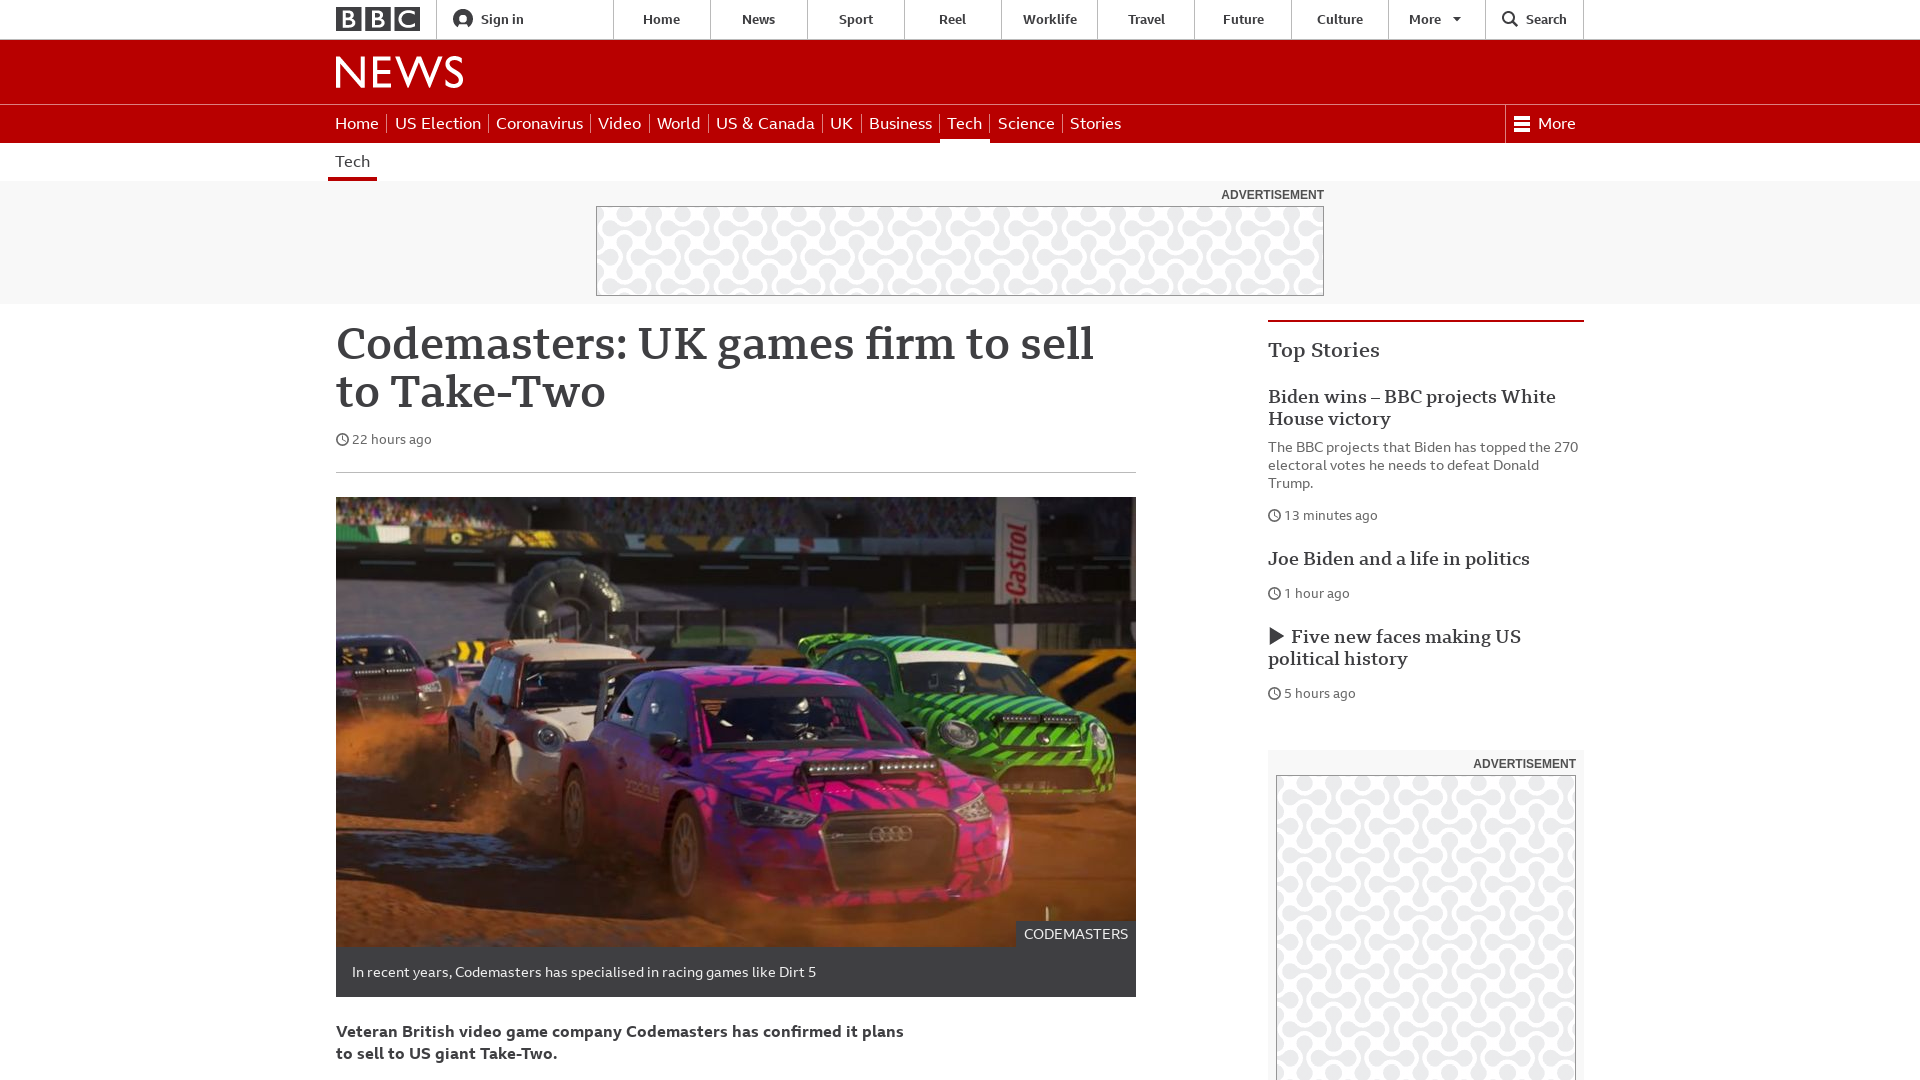 BBC
Sign in
Home
News
Sport
Reel
Worklife
Travel
Future
Culture
More
Search
NEWS
Home
US Election
Coronavirus
Video
World
US & Canada
UK
Business
Tech
Science
Stories
More
Tech
ADVERTISEMENT
Codemasters: UK games firm to sell
to Take-Two
22 hours ago
Castrol
CODEMASTERS
In recent years, Codemasters has specialised in racing games like Dirt 5
Veteran British video game company Codemasters has confirmed it plans
to sell to US giant Take-Two.
Top Stories
Biden wins – BBC projects White
House victory
The BBC projects that Biden has topped the 270
electoral votes he needs to defeat Donald
Trump.
13 minutes ago
Joe Biden and a life in politics
1 hour ago
Five new faces making US
political history
5 hours ago
ADVERTISEMENT